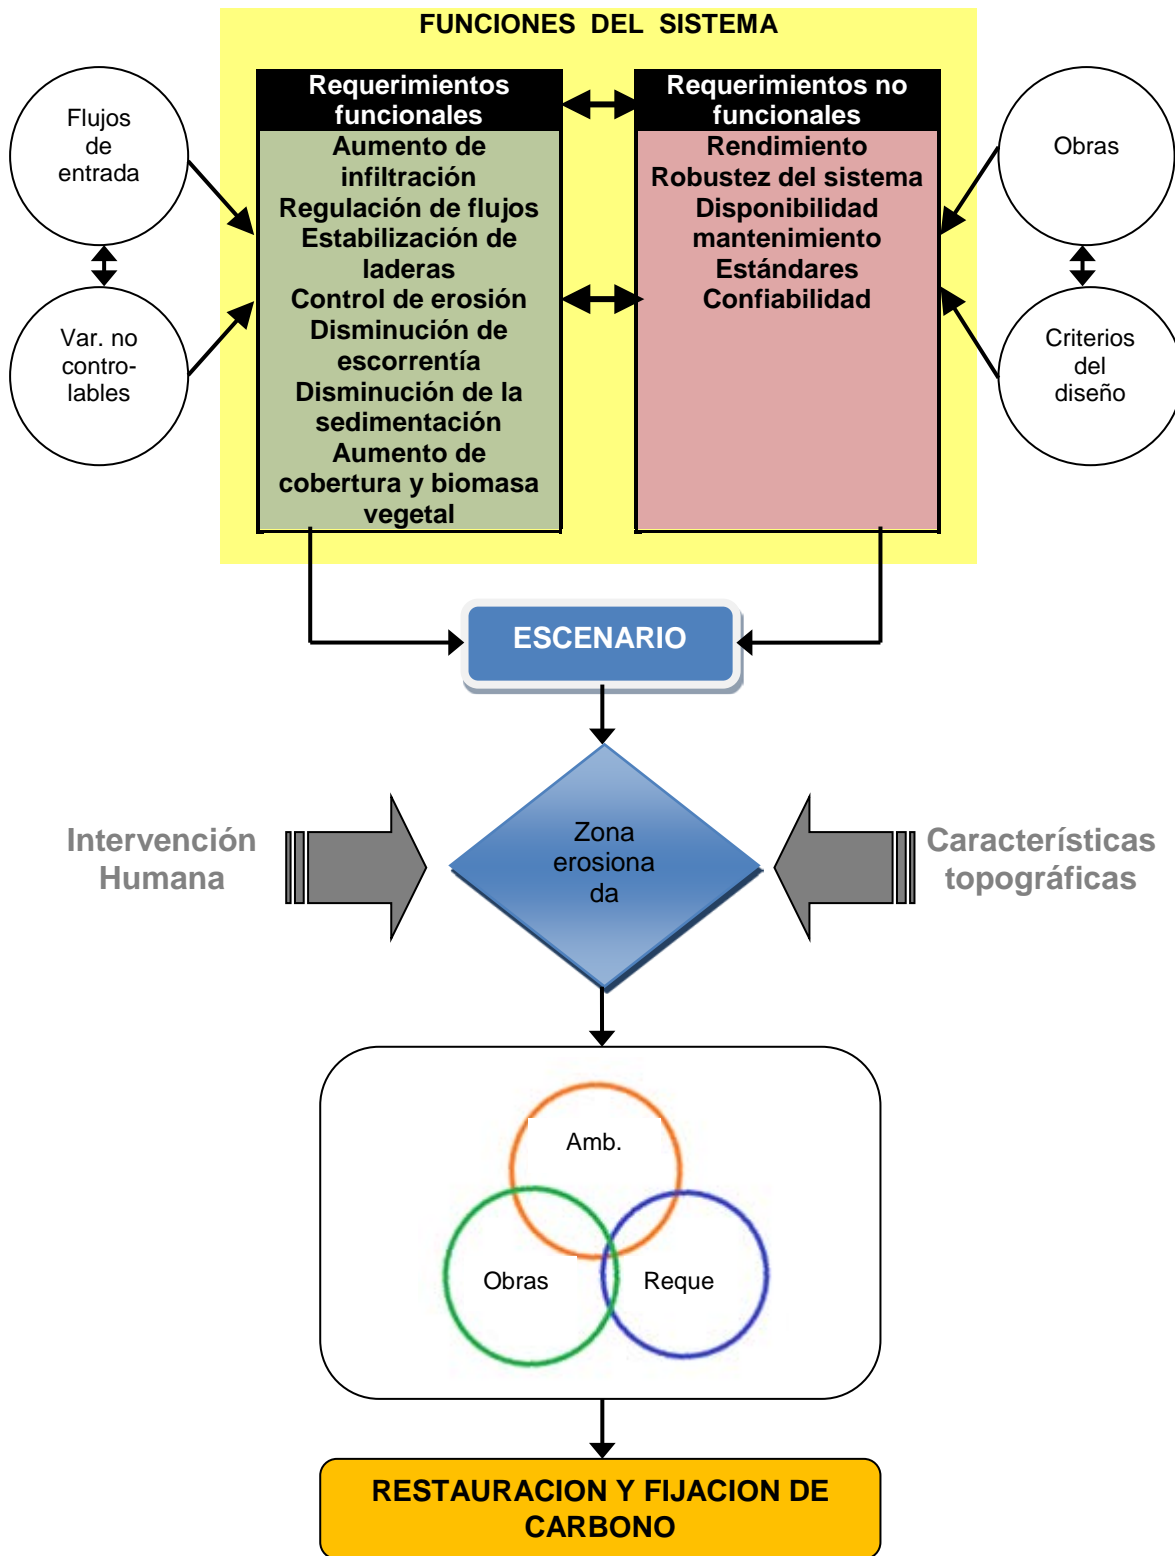 FUNCIONES DEL SISTEMA
Requerimientos
funcionales
Aumento de
infiltración
Regulación de flujos
Estabilización de
laderas
Control de erosión
Disminución de
escorrentía
Disminución de la
sedimentación
Aumento de
cobertura y biomasa
vegetal
Requerimientos no
funcionales
Rendimiento
Robustez del sistema
Disponibilidad
mantenimiento
Estándares
Confiabilidad
Flujos
de
entrada
Var. no
contro-
lables
Obras
Criterios
del
diseño
ESCENARIO
Intervención
Humana
Zona
erosiona
da
Característícas
topográficas
Amb.
Obras
Reque
RESTAURACION Y FIJACION DE
CARBONO